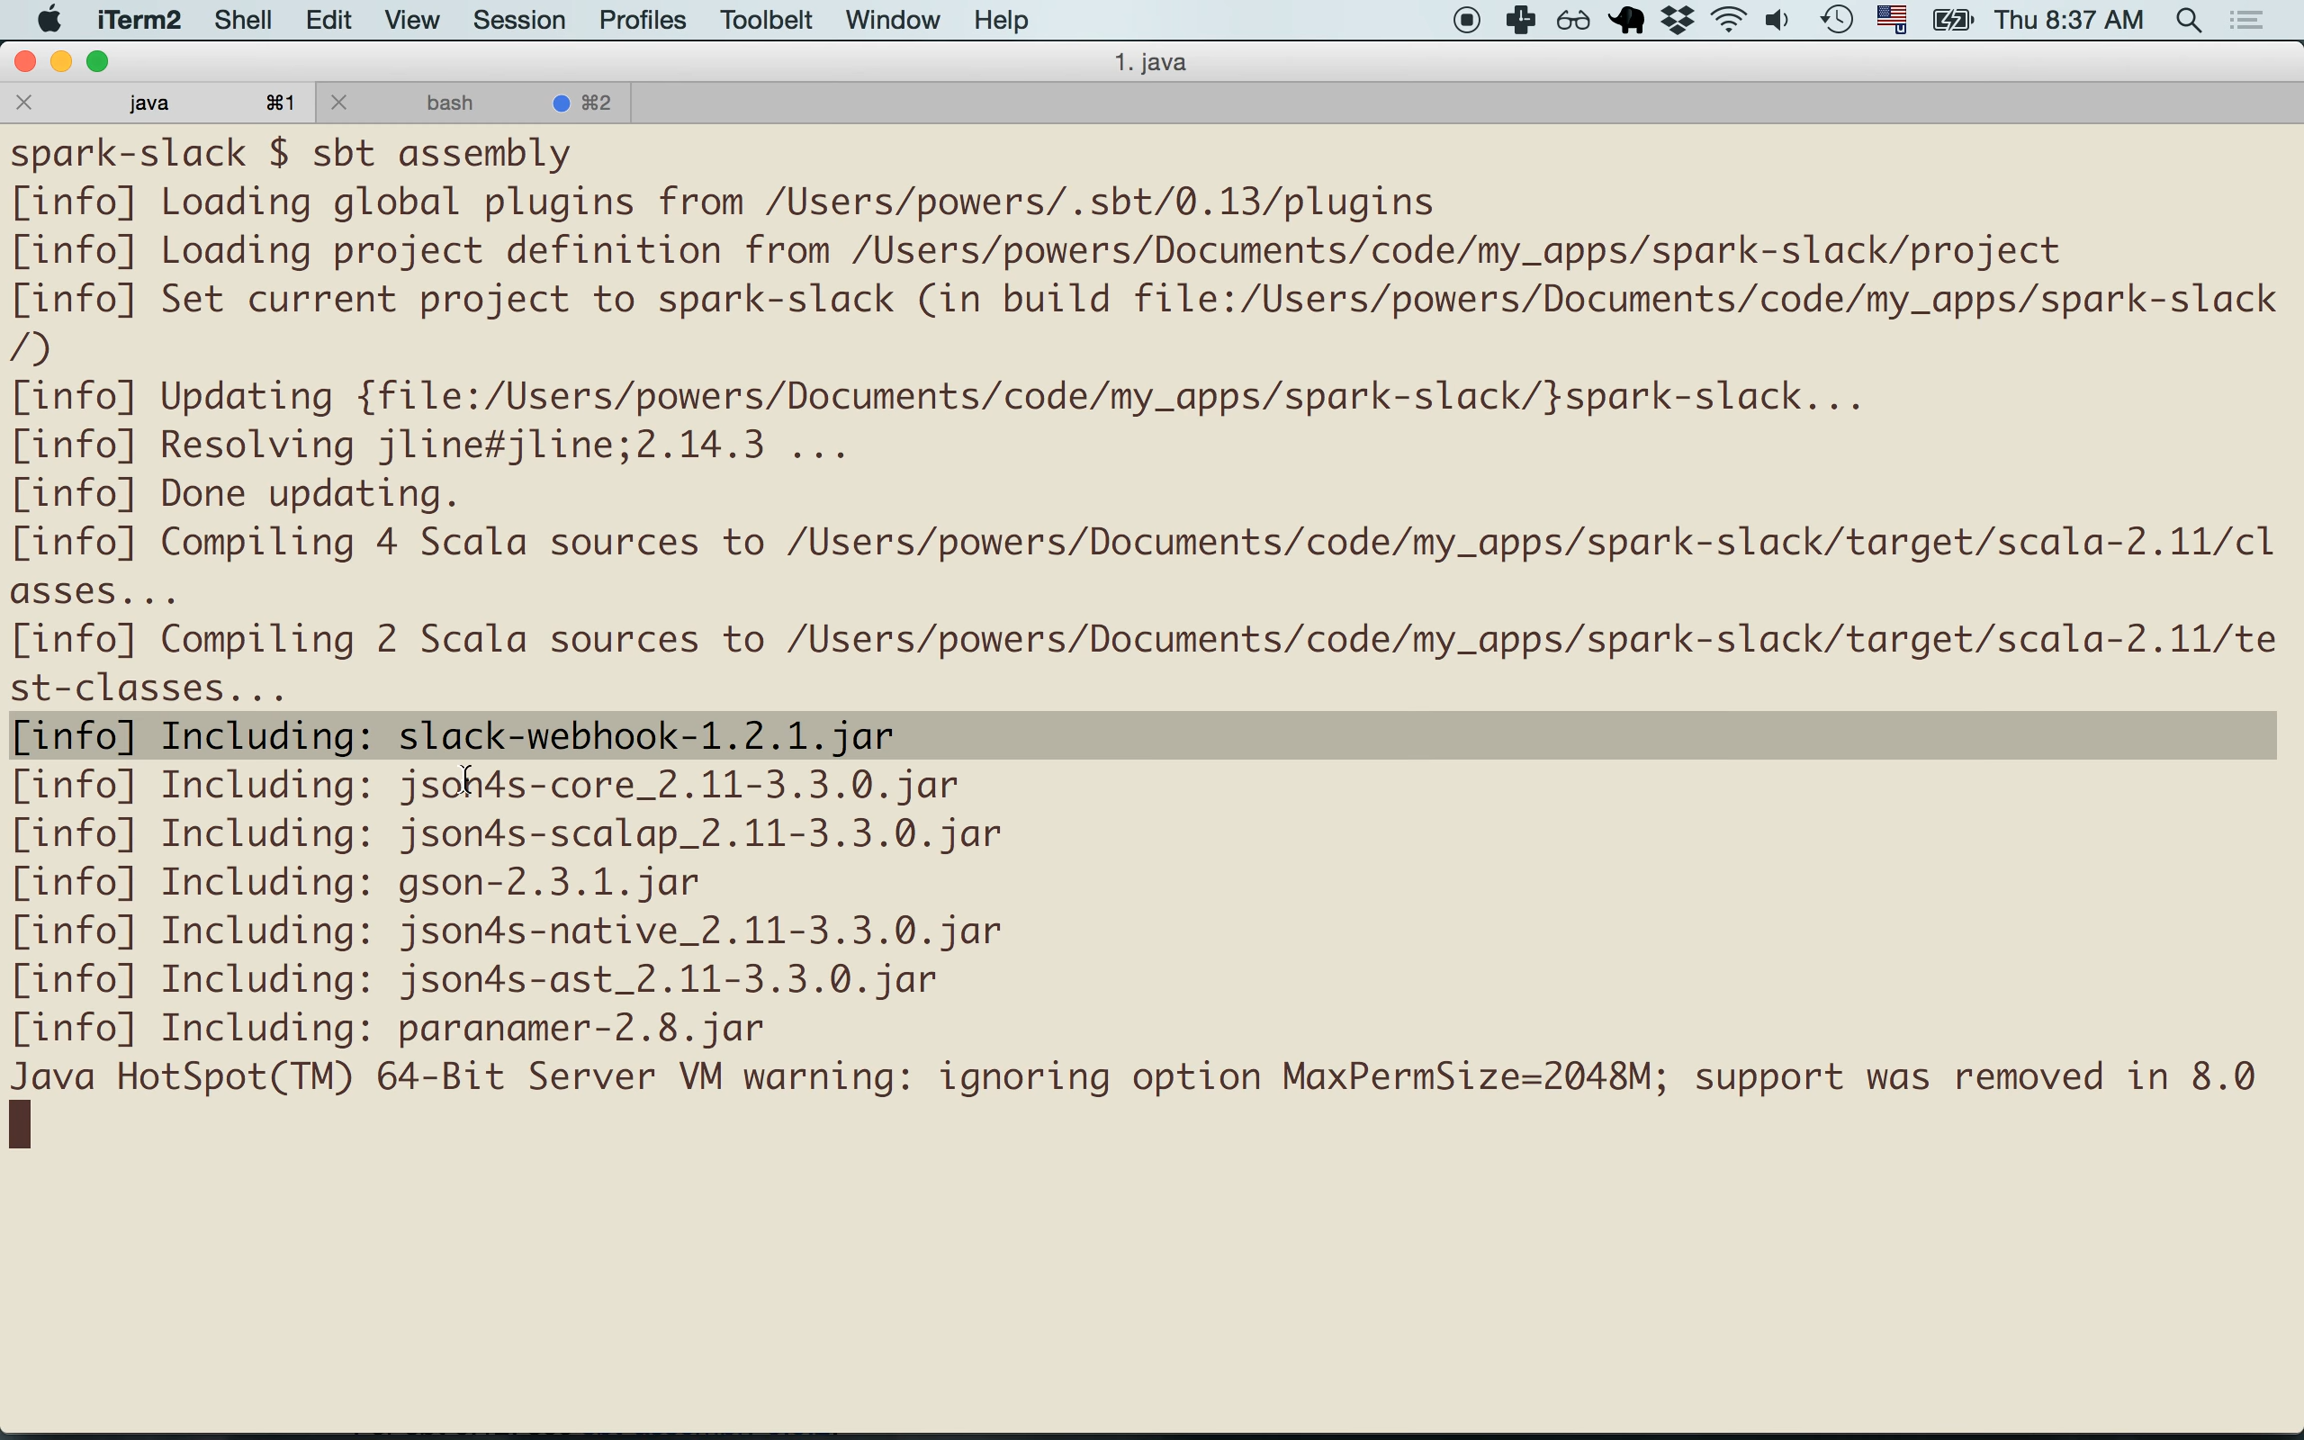 iTerm2 Shell Edit View Session Profiles Toolbelt Window Help Thu 8:37 AM
1. java
java ⌘1 bash ⌘2
spark-slack $ sbt assembly
[info] Loading global plugins from /Users/powers/.sbt/0.13/plugins
[info] Loading project definition from /Users/powers/Documents/code/my_apps/spark-slack/project
[info] Set current project to spark-slack (in build file:/Users/powers/Documents/code/my_apps/spark-slack
/)
[info] Updating {file:/Users/powers/Documents/code/my_apps/spark-slack/}spark-slack...
[info] Resolving jline#jline;2.14.3 ...
[info] Done updating.
[info] Compiling 4 Scala sources to /Users/powers/Documents/code/my_apps/spark-slack/target/scala-2.11/cl
asses...
[info] Compiling 2 Scala sources to /Users/powers/Documents/code/my_apps/spark-slack/target/scala-2.11/te
st-classes...
[info] Including: slack-webhook-1.2.1.jar
[info] Including: json4s-core_2.11-3.3.0.jar
[info] Including: json4s-scalap_2.11-3.3.0.jar
[info] Including: gson-2.3.1.jar
[info] Including: json4s-native_2.11-3.3.0.jar
[info] Including: json4s-ast_2.11-3.3.0.jar
[info] Including: paranamer-2.8.jar
Java HotSpot(TM) 64-Bit Server VM warning: ignoring option MaxPermSize=2048M; support was removed in 8.0